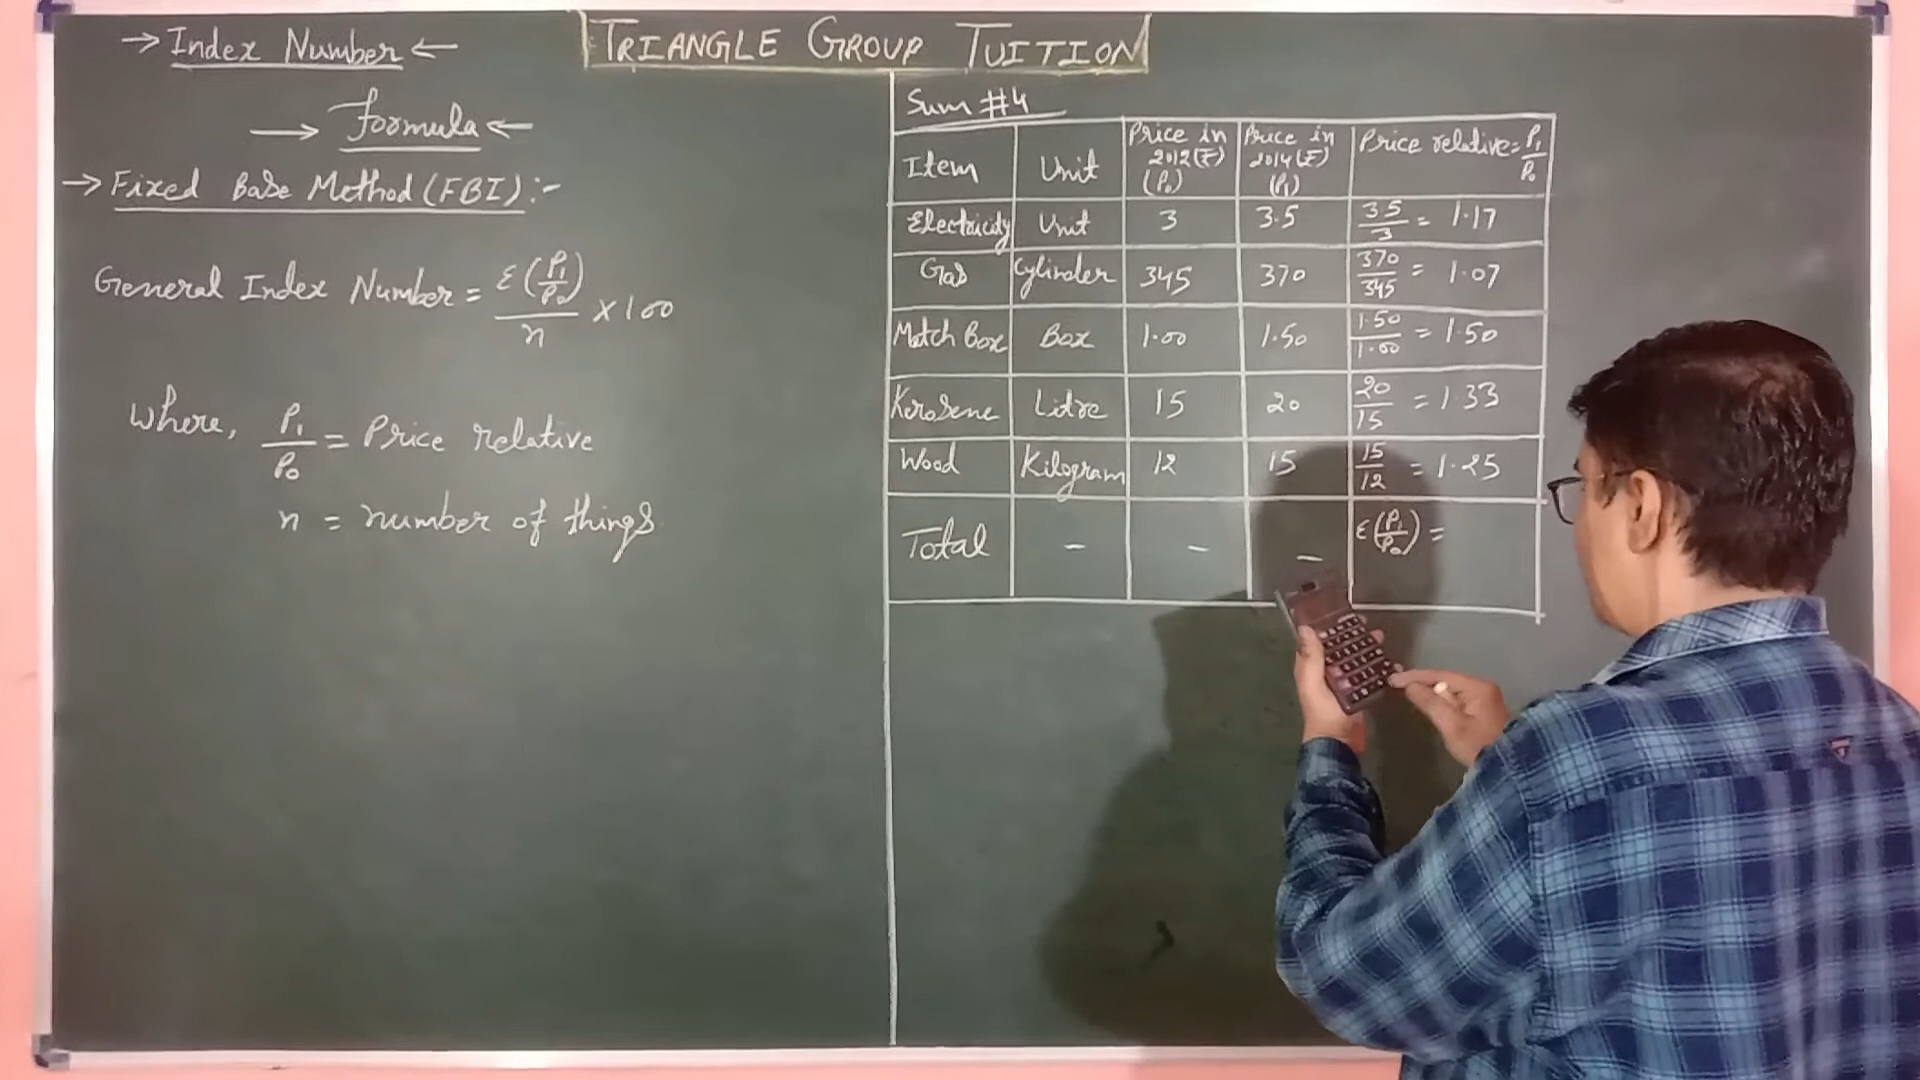 → Index Number ←
TRIANGLE GROUP TUITION
→ Formula ←
→ Fixed Base Method (FBI) :-
General Index Number = ε(P₁/P₀)/n × 100
where, P₁/P₀ = Price relative
n = number of things
Sum #4
Item | Unit | Price in 2012(₹) (P₀) | Price in 2014(₹) (P₁) | Price relative = P₁/P₀
Electricity | Unit | 3 | 3.5 | 3.5/3 = 1.17
Gas | Cylinder | 345 | 370 | 370/345 = 1.07
Match Box | Box | 1.00 | 1.50 | 1.50/1.00 = 1.50
Kerosene | Litre | 15 | 20 | 20/15 = 1.33
Wood | Kilogram | 12 | 15 | 15/12 = 1.25
Total | - | - | - | ε(P₁/P₀) =